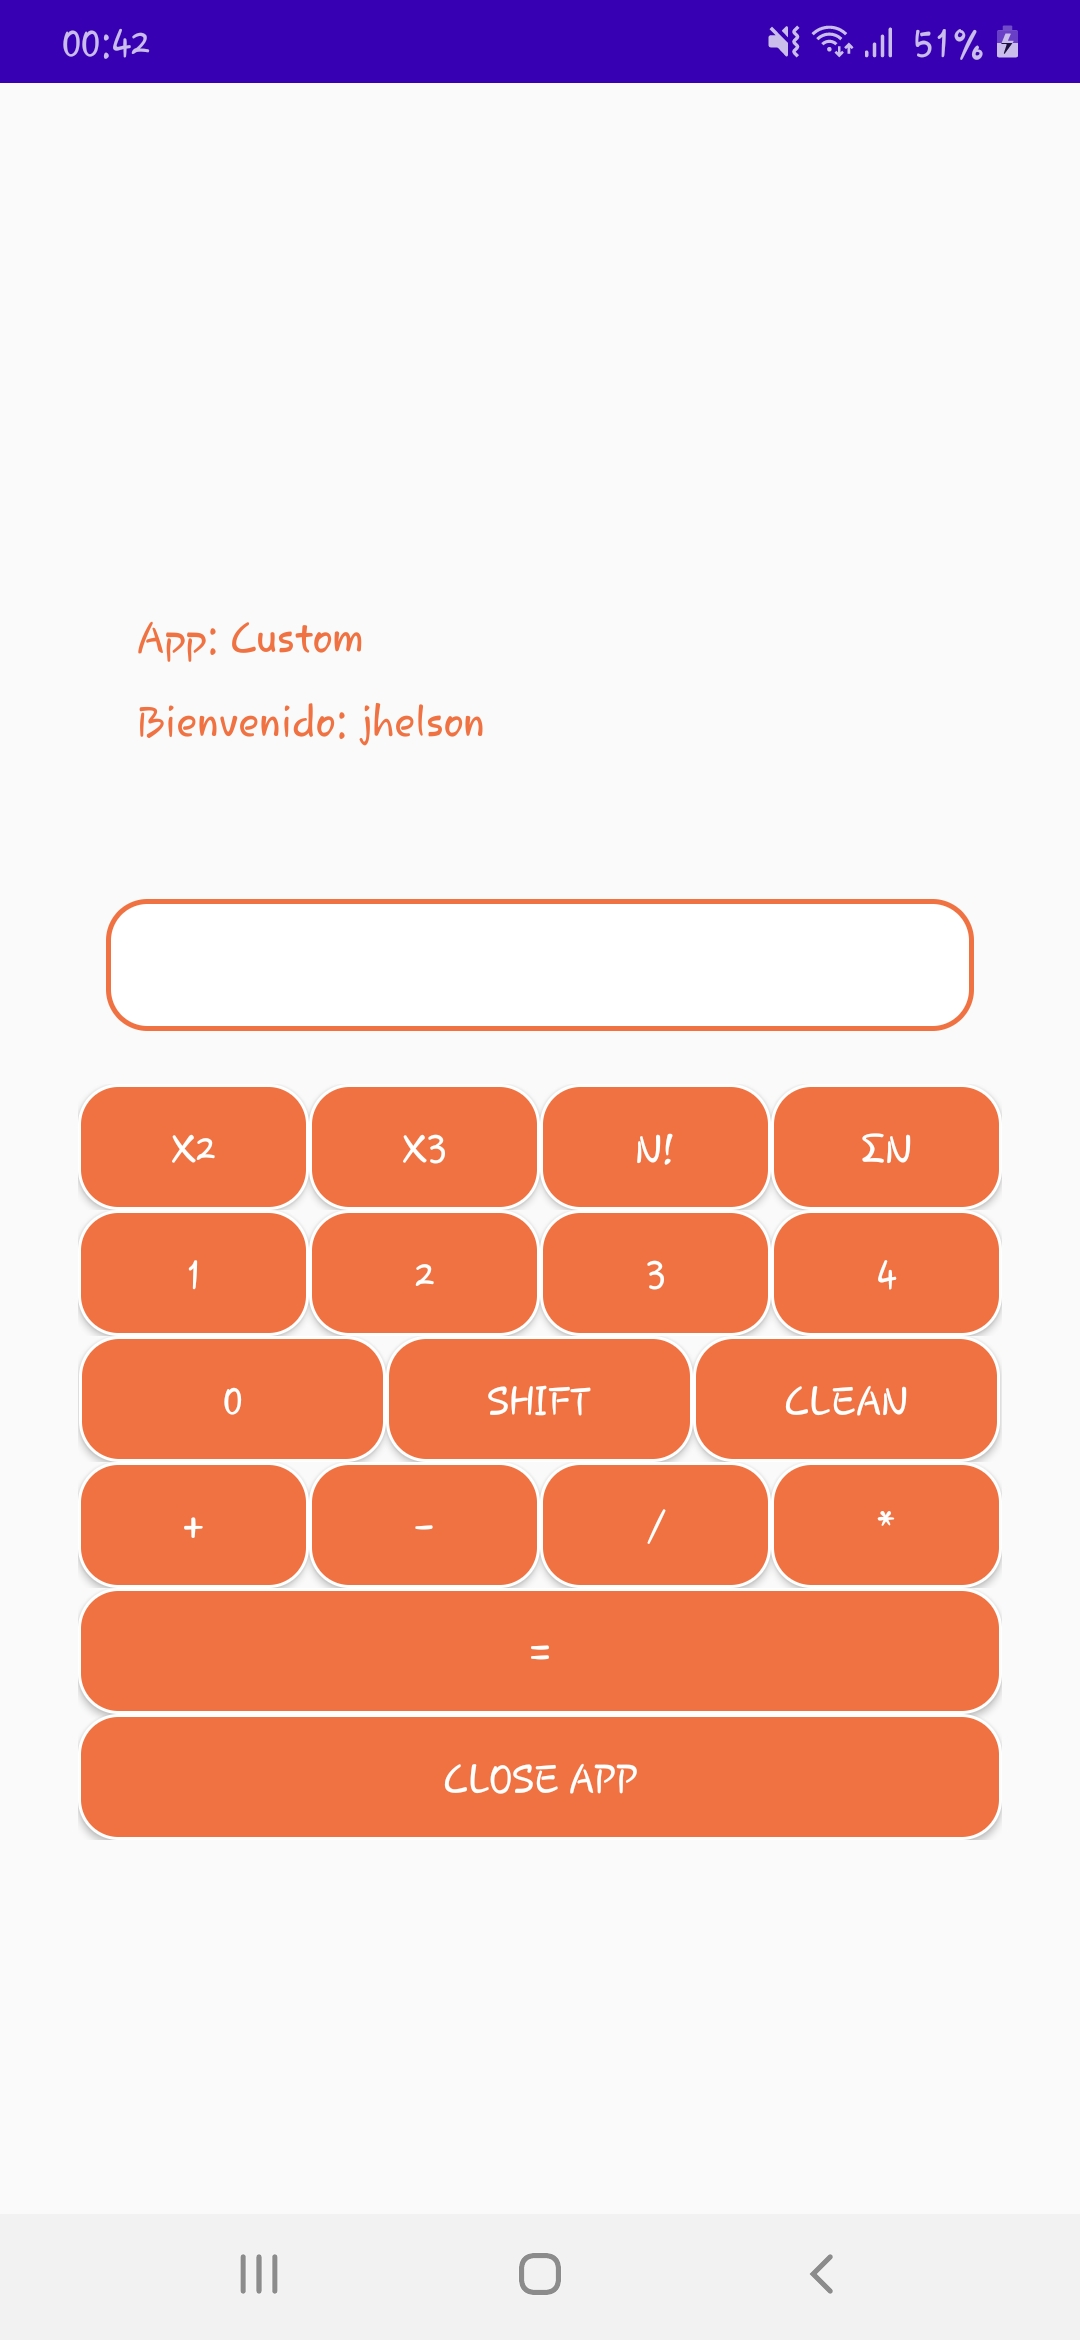 00:42 51%
App: Custom
Bienvenido: jhelson
X2 X3 N! ΣN
1 2 3 4
0 SHIFT CLEAN
+ - / *
=
CLOSE APP